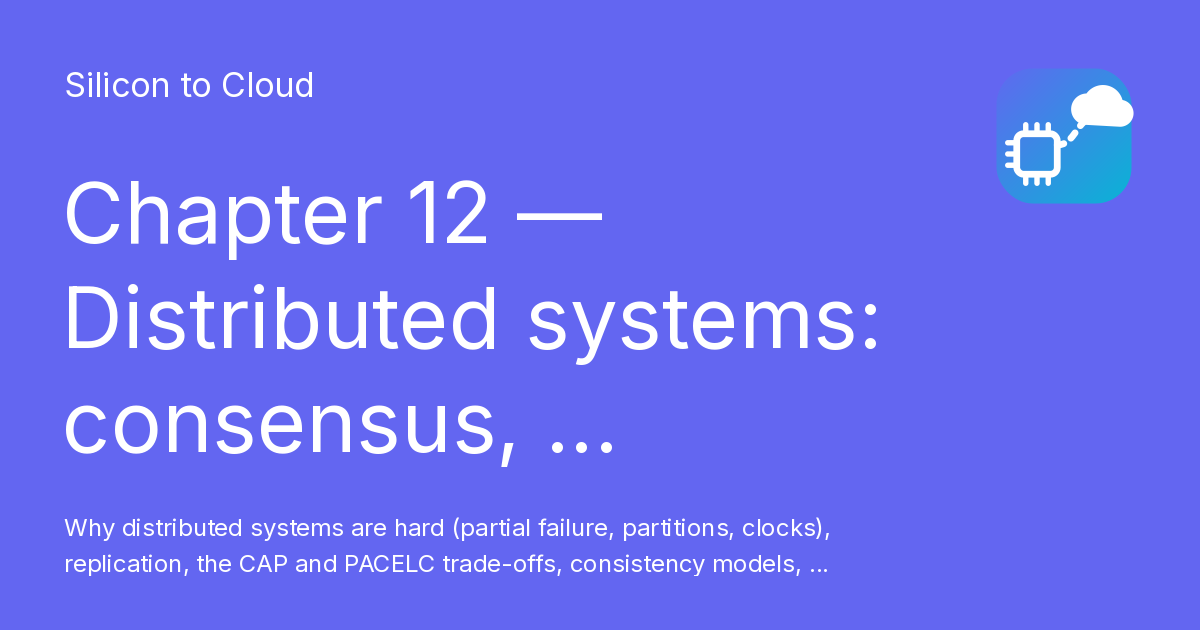 Silicon to Cloud
Chapter 12 —
Distributed systems:
consensus, ...
Why distributed systems are hard (partial failure, partitions, clocks),
replication, the CAP and PACELC trade-offs, consistency models, ...